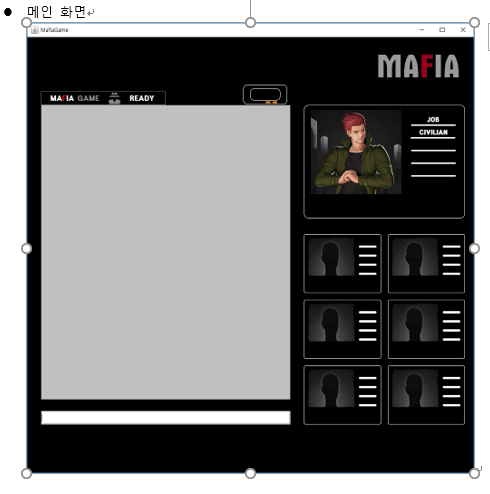 ● 메인 화면↵
MafiaGame
MAFIA
MAFIA GAME READY
JOB
CIVILIAN